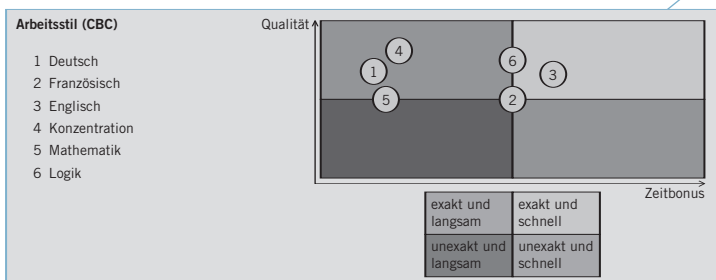 Arbeitsstil (CBC)
1 Deutsch
2 Französisch
3 Englisch
4 Konzentration
5 Mathematik
6 Logik
Qualität
4
1
6
3
5
2
Zeitbonus
exakt und
langsam
exakt und
schnell
unexakt und
langsam
unexakt und
schnell